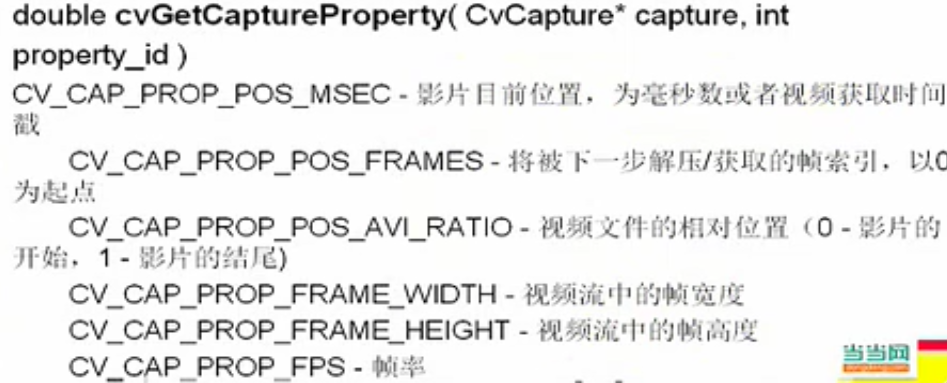 double cvGetCaptureProperty( CvCapture* capture, int
property_id )
CV_CAP_PROP_POS_MSEC - 影片目前位置，为毫秒数或者视频获取时间
戳
CV_CAP_PROP_POS_FRAMES - 将被下一步解压/获取的帧索引，以0
为起点
CV_CAP_PROP_POS_AVI_RATIO - 视频文件的相对位置（0 - 影片的
开始，1 - 影片的结尾)
CV_CAP_PROP_FRAME_WIDTH - 视频流中的帧宽度
CV_CAP_PROP_FRAME_HEIGHT - 视频流中的帧高度
CV_CAP_PROP_FPS - 帧率
当当网